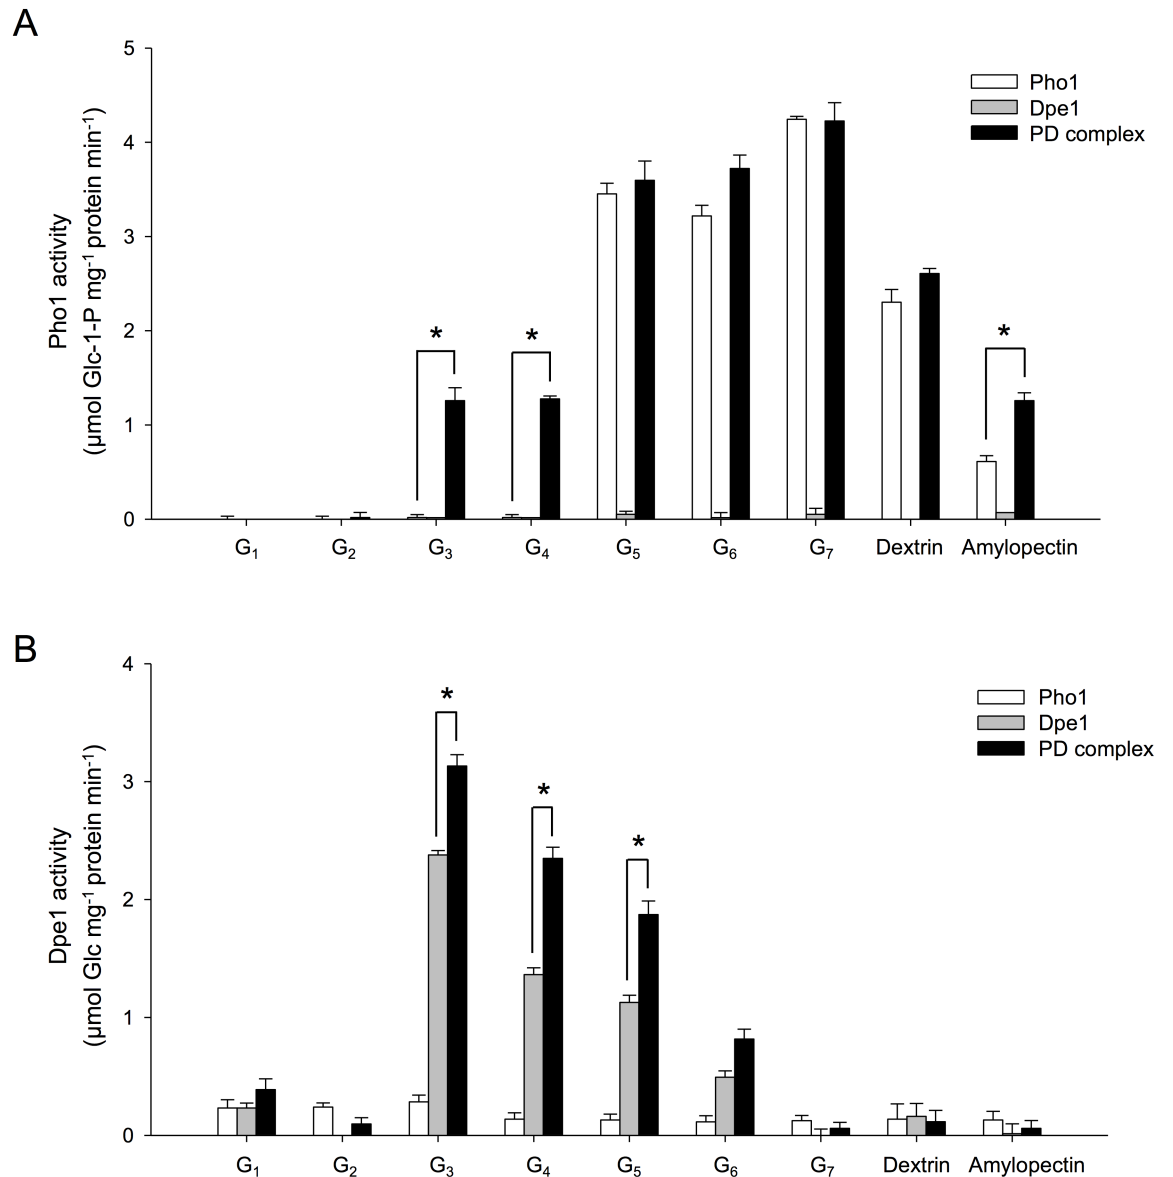 A
5
4
3
2
1
0
Pho1 activity
(µmol Glc-1-P mg⁻¹ protein min⁻¹)
Pho1
Dpe1
PD complex
*
*
*
G₁ G₂ G₃ G₄ G₅ G₆ G₇ Dextrin Amylopectin
B
4
3
2
1
0
Dpe1 activity
(µmol Glc mg⁻¹ protein min⁻¹)
Pho1
Dpe1
PD complex
*
*
*
G₁ G₂ G₃ G₄ G₅ G₆ G₇ Dextrin Amylopectin